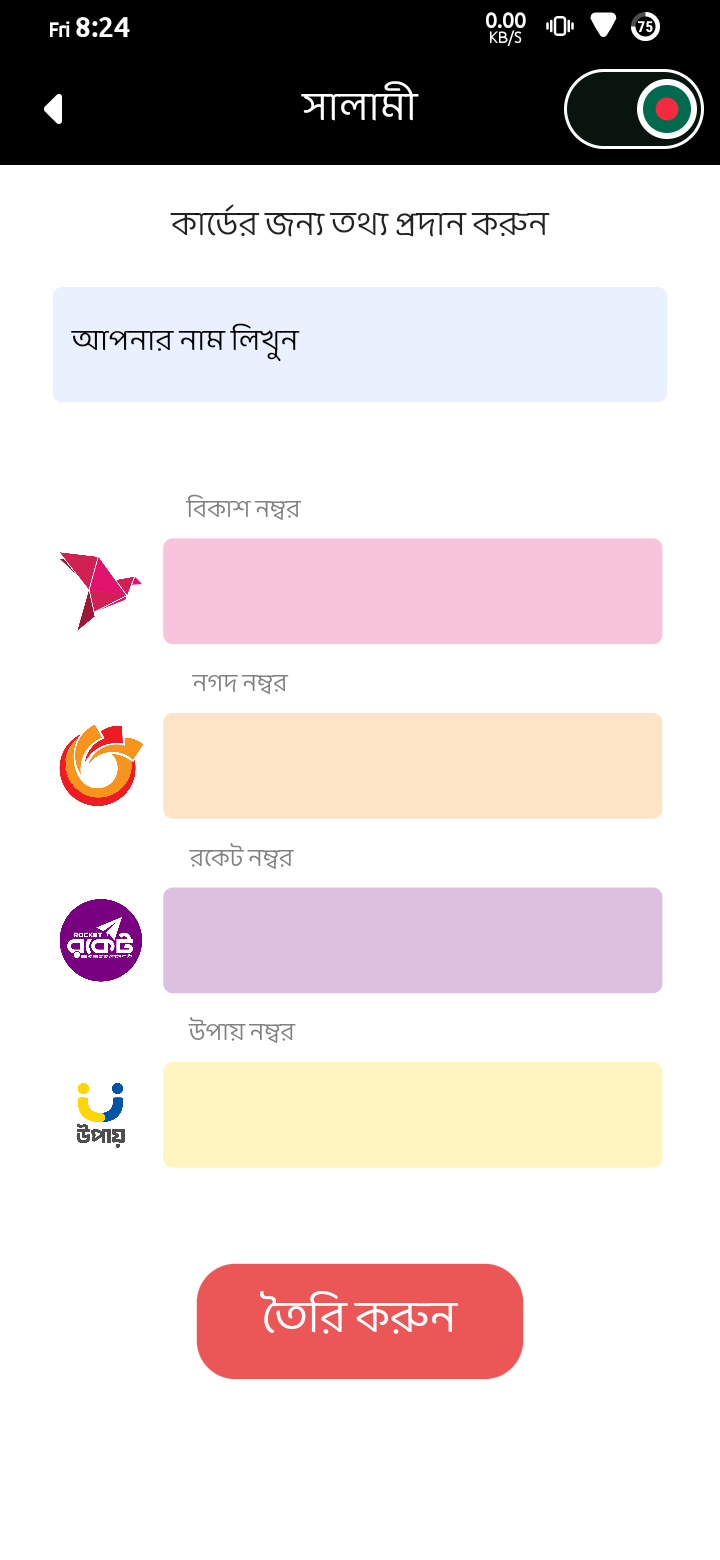 Fri 8:24
0.00
KB/S
75
সালামী
কার্ডের জন্য তথ্য প্রদান করুন
আপনার নাম লিখুন
বিকাশ নম্বর
নগদ নম্বর
রকেট নম্বর
ROCKET
রকেট
উপায় নম্বর
উপায়
তৈরি করুন